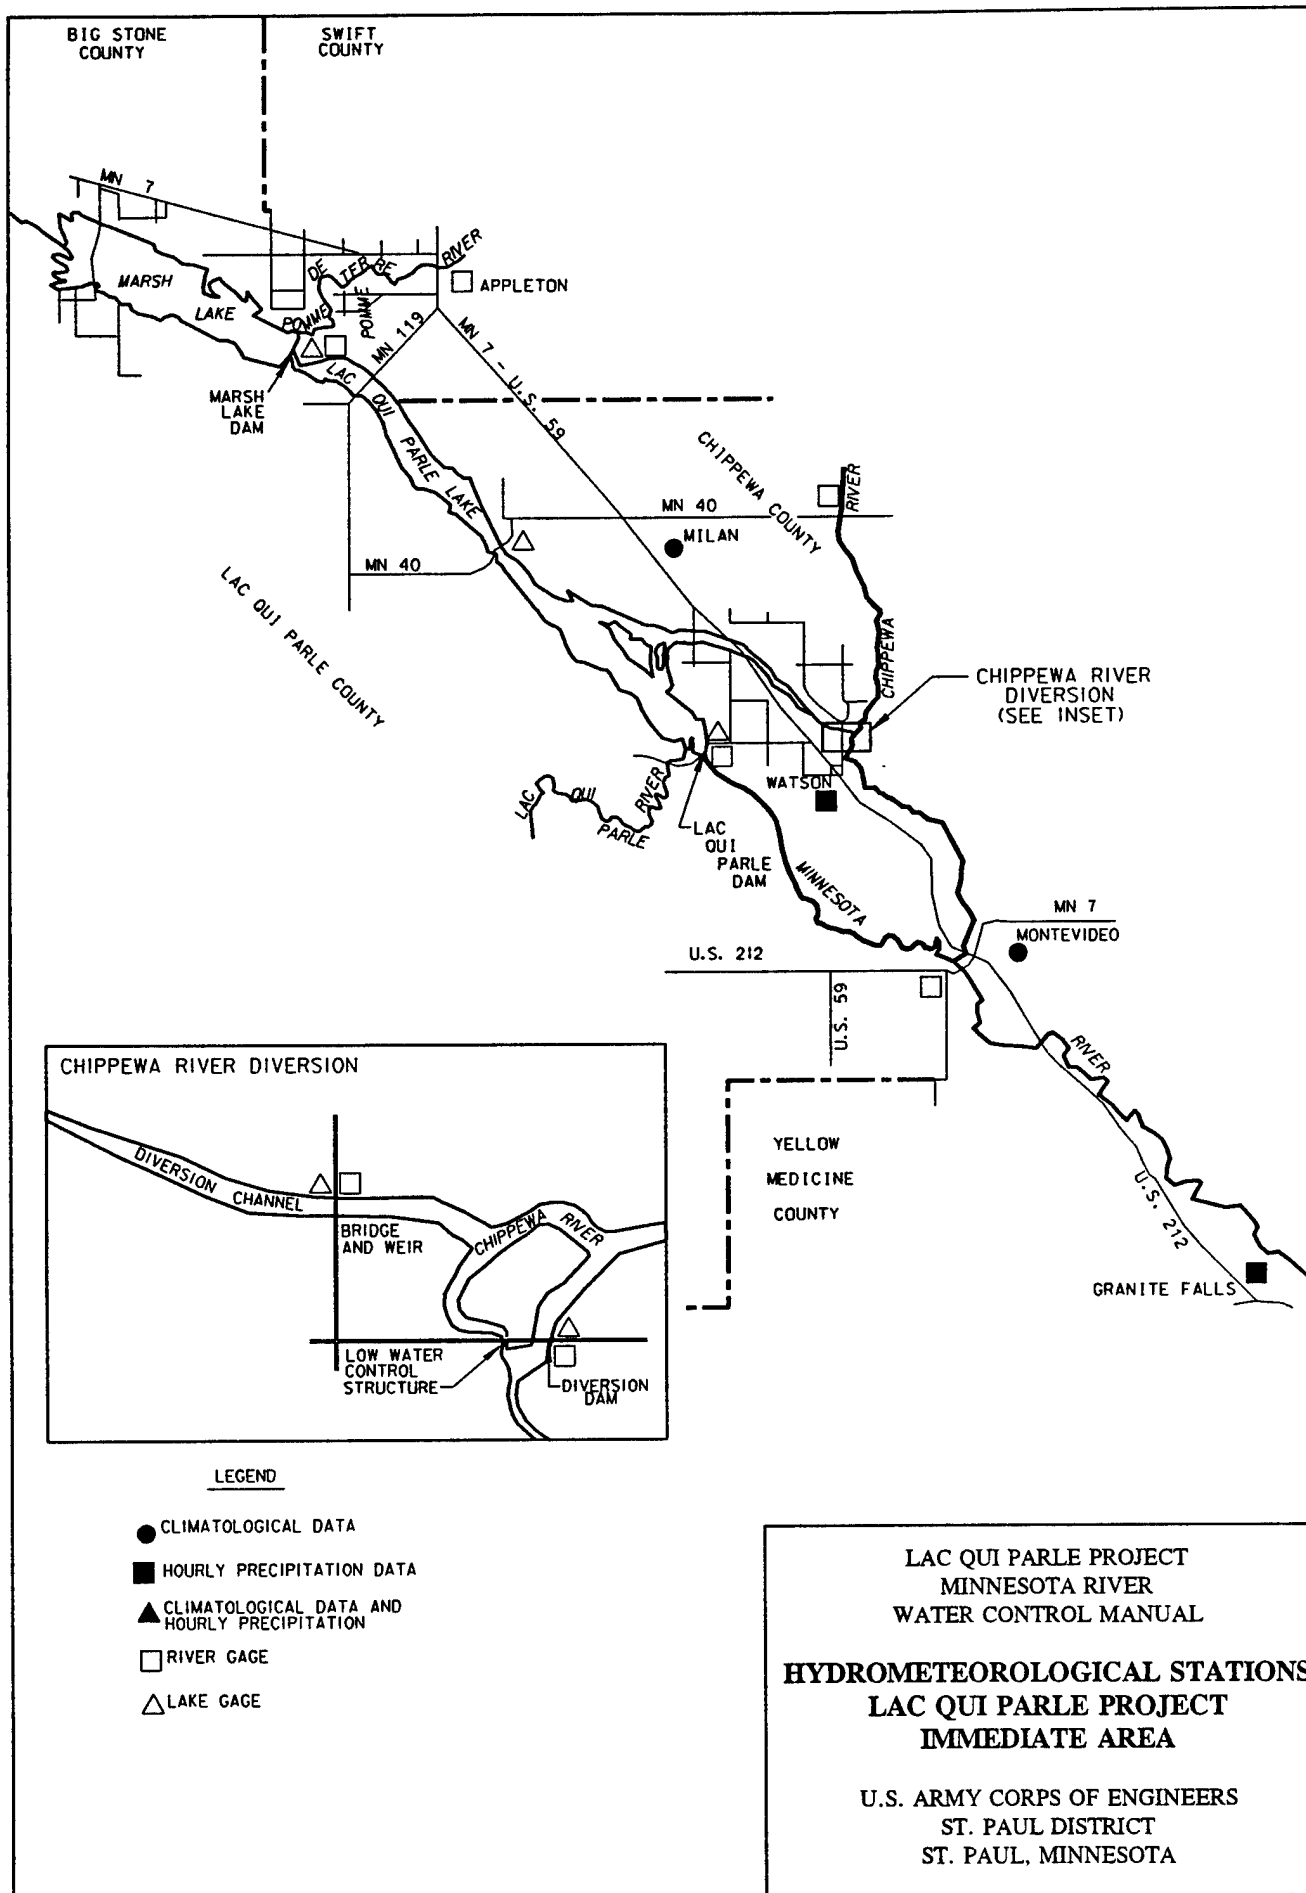 BIG STONE
COUNTY
SWIFT
COUNTY
MN 7
MARSH
LAKE
POMME
DE
TERRE
RIVER
POMME
APPLETON
MN 119
MN 7 - U.S. 59
MARSH
LAKE
DAM
LAC
QUI
PARLE
LAKE
CHIPPEWA COUNTY
RIVER
MN 40
MILAN
MN 40
LAC QUI PARLE COUNTY
CHIPPEWA
CHIPPEWA RIVER
DIVERSION
(SEE INSET)
WATSON
LAC
QUI
PARLE
RIVER
LAC
QUI
PARLE
DAM
MINNESOTA
MN 7
MONTEVIDEO
U.S. 212
U.S. 59
RIVER
YELLOW
MEDICINE
COUNTY
U.S. 212
GRANITE FALLS
CHIPPEWA RIVER DIVERSION
DIVERSION
CHANNEL
BRIDGE
AND WEIR
CHIPPEWA
RIVER
LOW WATER
CONTROL
STRUCTURE
DIVERSION
DAM
LEGEND
CLIMATOLOGICAL DATA
HOURLY PRECIPITATION DATA
CLIMATOLOGICAL DATA AND
HOURLY PRECIPITATION
RIVER GAGE
LAKE GAGE
LAC QUI PARLE PROJECT
MINNESOTA RIVER
WATER CONTROL MANUAL
HYDROMETEOROLOGICAL STATIONS
LAC QUI PARLE PROJECT
IMMEDIATE AREA
U.S. ARMY CORPS OF ENGINEERS
ST. PAUL DISTRICT
ST. PAUL, MINNESOTA